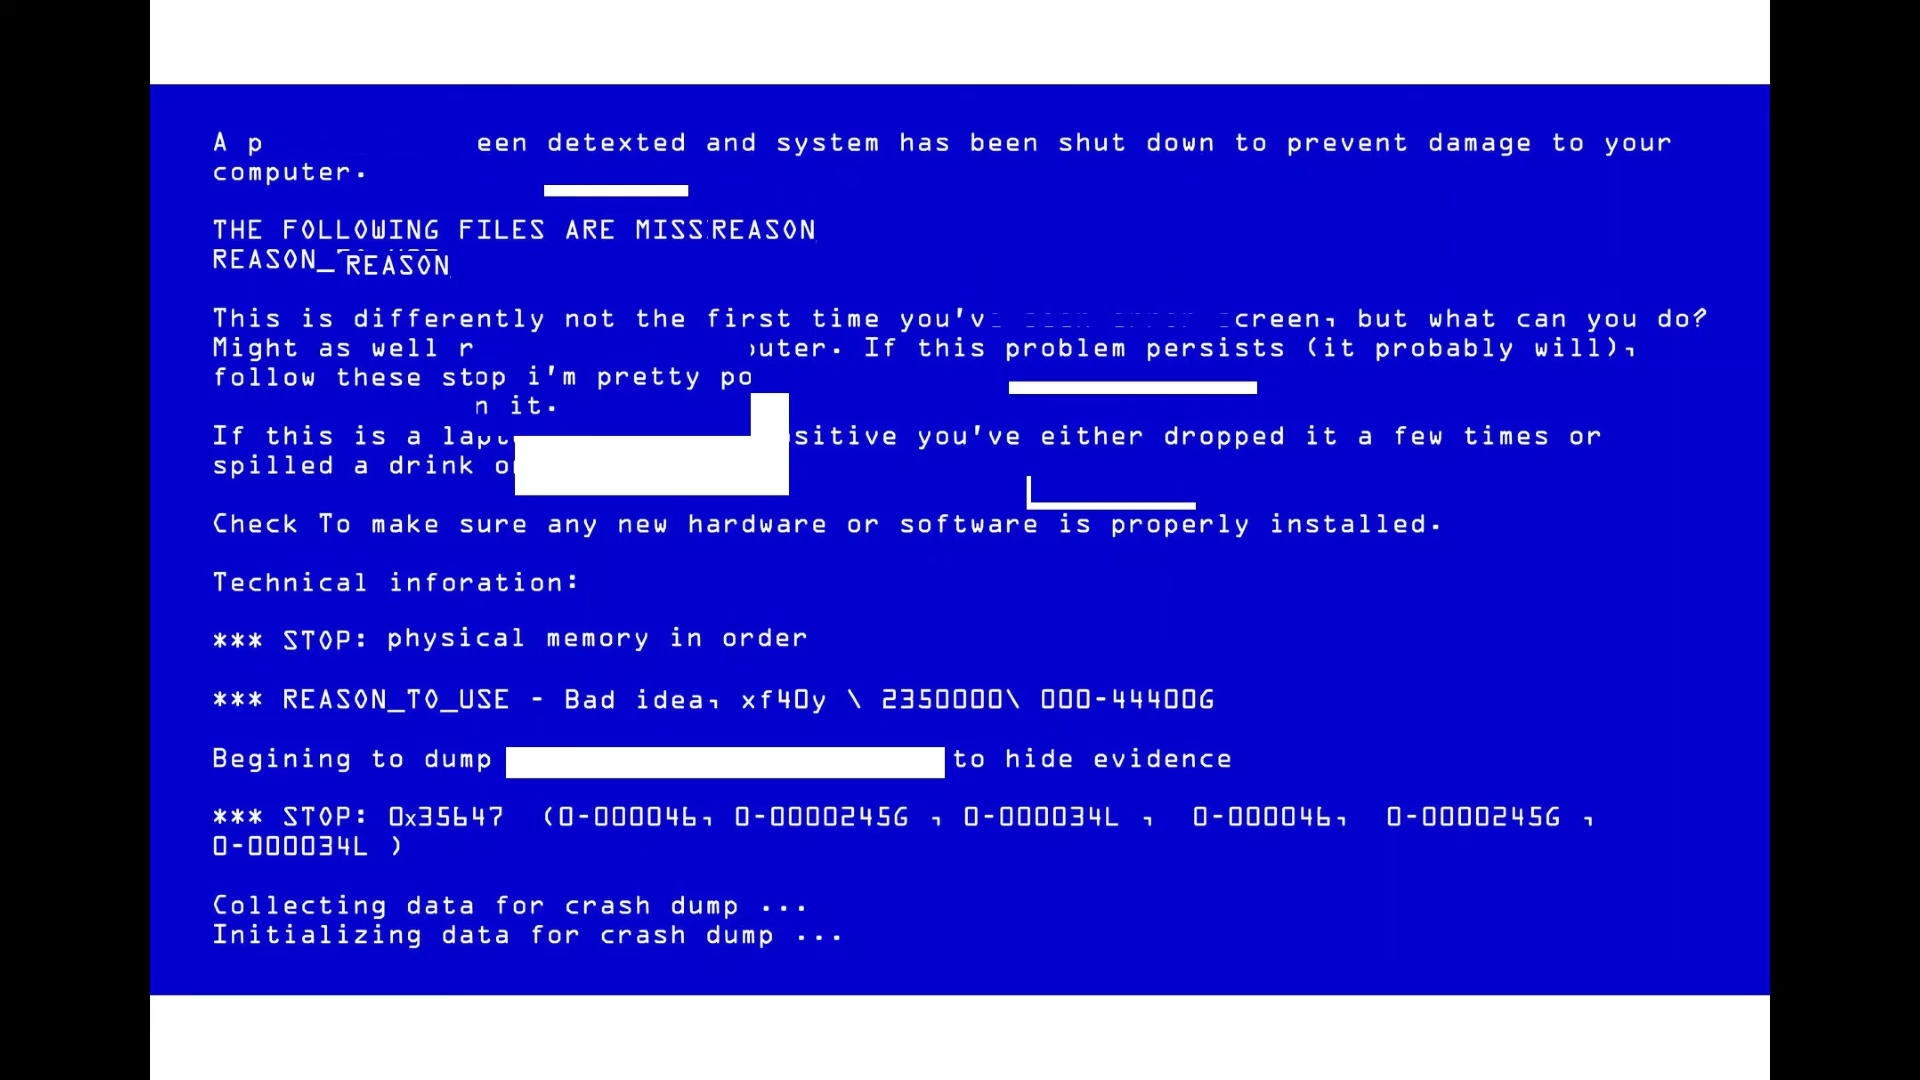 A p een detexted and system has been shut down to prevent damage to your
computer.
THE FOLLOWING FILES ARE MISS REASON
REASON_ REASON
This is differently not the first time you'v creen, but what can you do?
Might as well r uter. If this problem persists (it probably will),
follow these stop i'm pretty po
n it.
If this is a lapt sitive you've either dropped it a few times or
spilled a drink o
Check To make sure any new hardware or software is properly installed.
Technical inforation:
*** STOP: physical memory in order
*** REASON_TO_USE - Bad idea, xf40y \ 2350000\ 000-44400G
Begining to dump to hide evidence
*** STOP: 0x35647 (0-000046, 0-0000245G , 0-000034L , 0-000046, 0-0000245G ,
0-000034L )
Collecting data for crash dump ...
Initializing data for crash dump ...